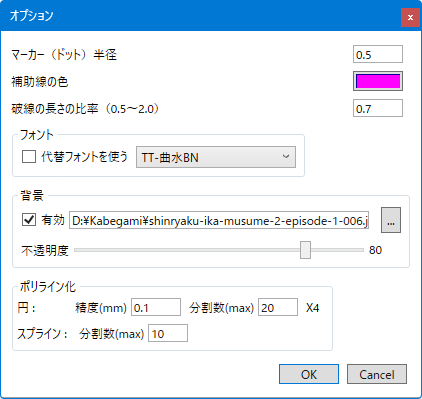 オプション
x
マーカー（ドット）半径 0.5
補助線の色
破線の長さの比率（0.5～2.0） 0.7
フォント
代替フォントを使う TT-曲水BN
背景
有効 D:¥Kabegami¥shinryaku-ika-musume-2-episode-1-006.j ...
不透明度 80
ポリライン化
円： 精度(mm) 0.1 分割数(max) 20 X4
スプライン： 分割数(max) 10
OK Cancel